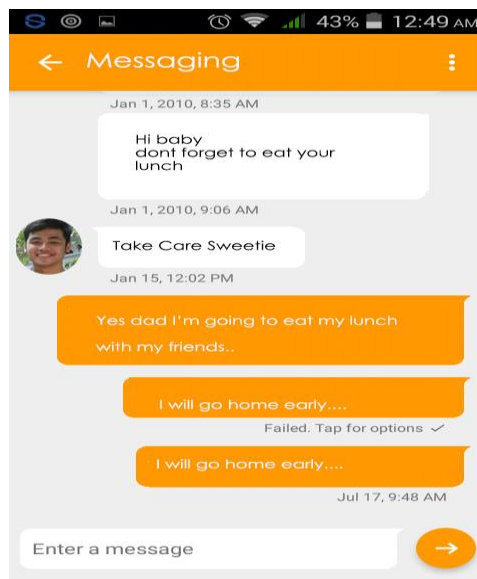 43% 12:49 AM
Messaging
Jan 1, 2010, 8:35 AM
Hi baby
dont forget to eat your
lunch
Jan 1, 2010, 9:06 AM
Take Care Sweetie
Jan 15, 12:02 PM
Yes dad I'm going to eat my lunch
with my friends..
I will go home early....
Failed. Tap for options
I will go home early....
Jul 17, 9:48 AM
Enter a message